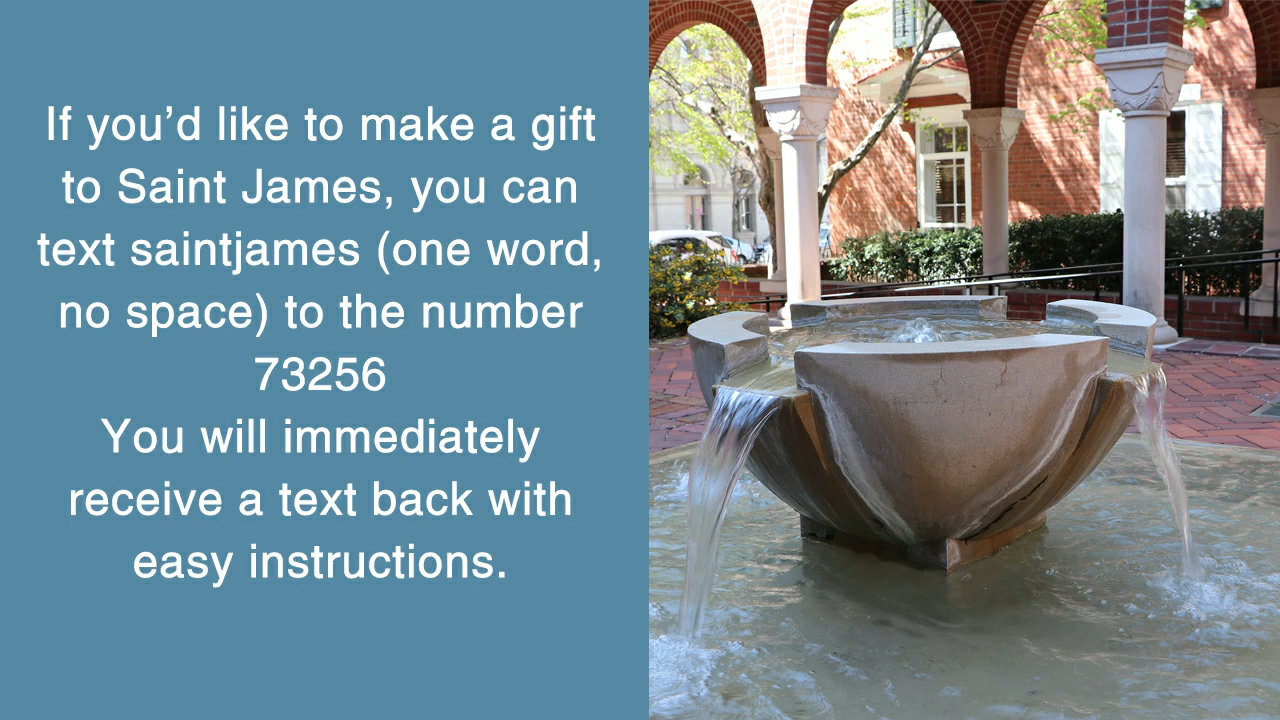 If you’d like to make a gift
to Saint James, you can
text saintjames (one word,
no space) to the number
73256
You will immediately
receive a text back with
easy instructions.